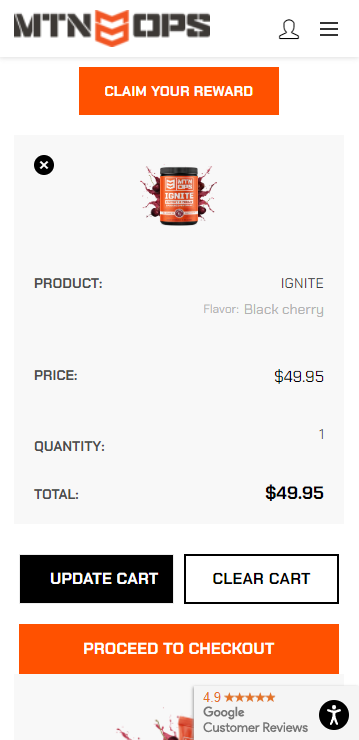 MTN OPS
CLAIM YOUR REWARD
MTN
OPS
IGNITE
PRODUCT: IGNITE
Flavor: Black cherry
PRICE: $49.95
QUANTITY: 1
TOTAL: $49.95
UPDATE CART CLEAR CART
PROCEED TO CHECKOUT
4.9
Google
Customer Reviews